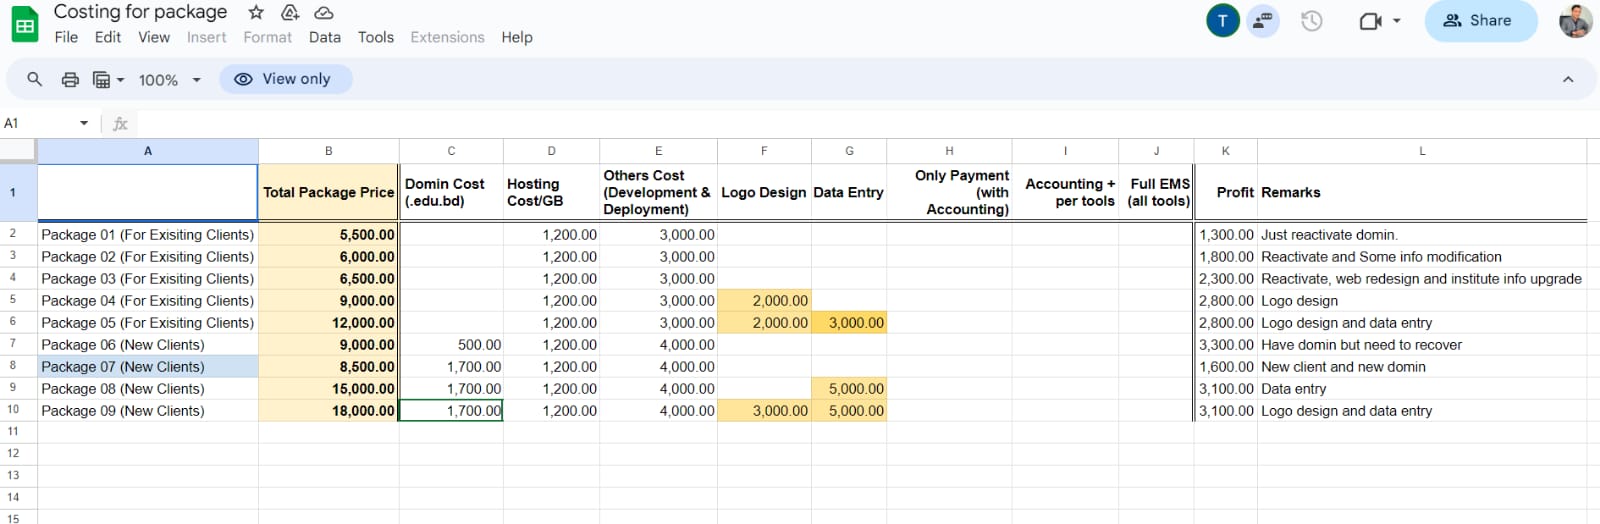 Costing for package
File Edit View Insert Format Data Tools Extensions Help
T
Share
100%
View only
A1
fx
A B C D E F G H I J K L
1 Total Package Price Domin Cost (.edu.bd) Hosting Cost/GB Others Cost (Development & Deployment) Logo Design Data Entry Only Payment (with Accounting) Accounting + per tools Full EMS (all tools) Profit Remarks
2 Package 01 (For Exisiting Clients) 5,500.00 1,200.00 3,000.00 1,300.00 Just reactivate domin.
3 Package 02 (For Exisiting Clients) 6,000.00 1,200.00 3,000.00 1,800.00 Reactivate and Some info modification
4 Package 03 (For Exisiting Clients) 6,500.00 1,200.00 3,000.00 2,300.00 Reactivate, web redesign and institute info upgrade
5 Package 04 (For Exisiting Clients) 9,000.00 1,200.00 3,000.00 2,000.00 2,800.00 Logo design
6 Package 05 (For Exisiting Clients) 12,000.00 1,200.00 3,000.00 2,000.00 3,000.00 2,800.00 Logo design and data entry
7 Package 06 (New Clients) 9,000.00 500.00 1,200.00 4,000.00 3,300.00 Have domin but need to recover
8 Package 07 (New Clients) 8,500.00 1,700.00 1,200.00 4,000.00 1,600.00 New client and new domin
9 Package 08 (New Clients) 15,000.00 1,700.00 1,200.00 4,000.00 5,000.00 3,100.00 Data entry
10 Package 09 (New Clients) 18,000.00 1,700.00 1,200.00 4,000.00 3,000.00 5,000.00 3,100.00 Logo design and data entry
11
12
13
14
15